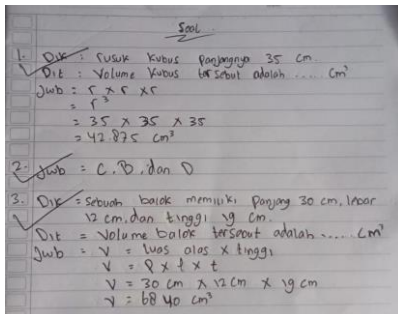 Soal
1. Dik : rusuk kubus panjangnya 35 cm.
Dit : Volume kubus tersebut adalah ..... cm³
Jwb : r x r x r
= r³
= 35 x 35 x 35
= 42.875 cm³
2. Jwb = C, B, dan D
3. Dik = Sebuah balok memiliki panjang 30 cm, lebar
12 cm, dan tinggi 19 cm.
Dit = Volume balok tersebut adalah ..... cm³
Jwb = V = luas alas x tinggi
V = P x l x t
V = 30 cm x 12 cm x 19 cm
V = 6840 cm³